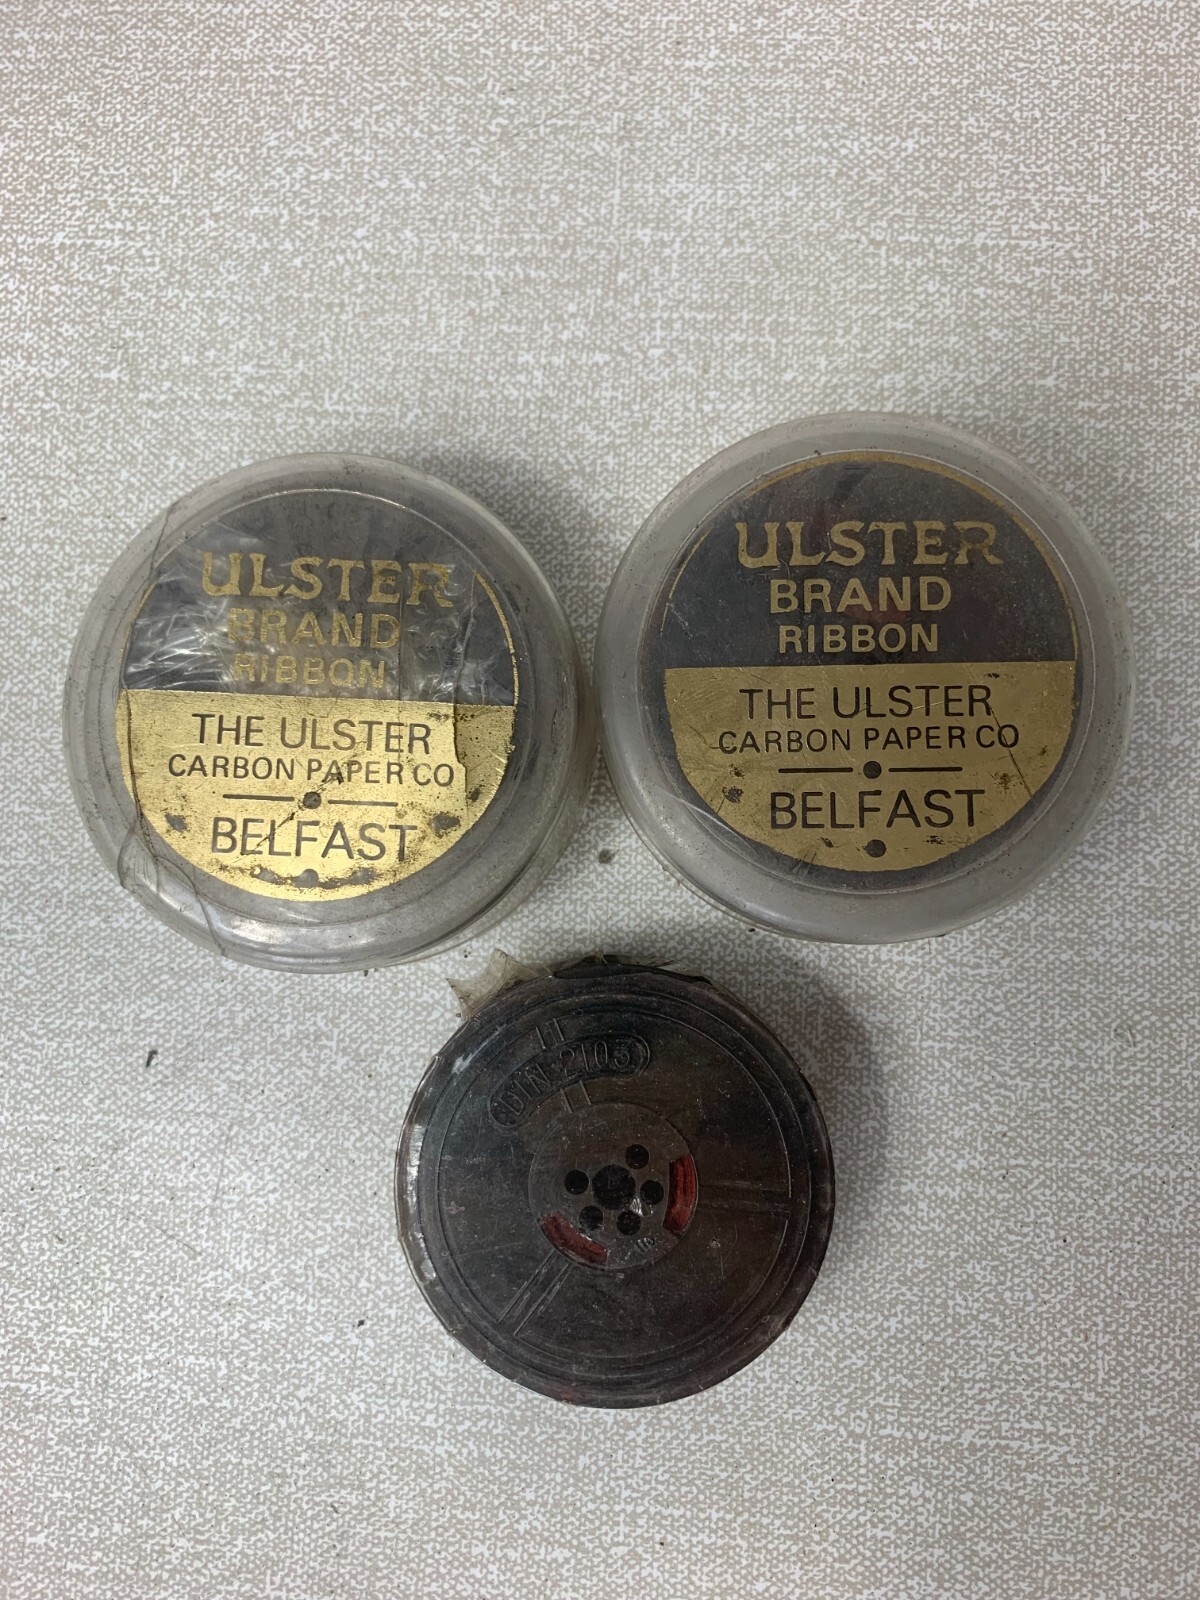 ULSTER
BRAND
RIBBON
THE ULSTER
CARBON PAPER CO
BELFAST
ULSTER
BRAND
RIBBON
THE ULSTER
CARBON PAPER CO
BELFAST
DIN 2103